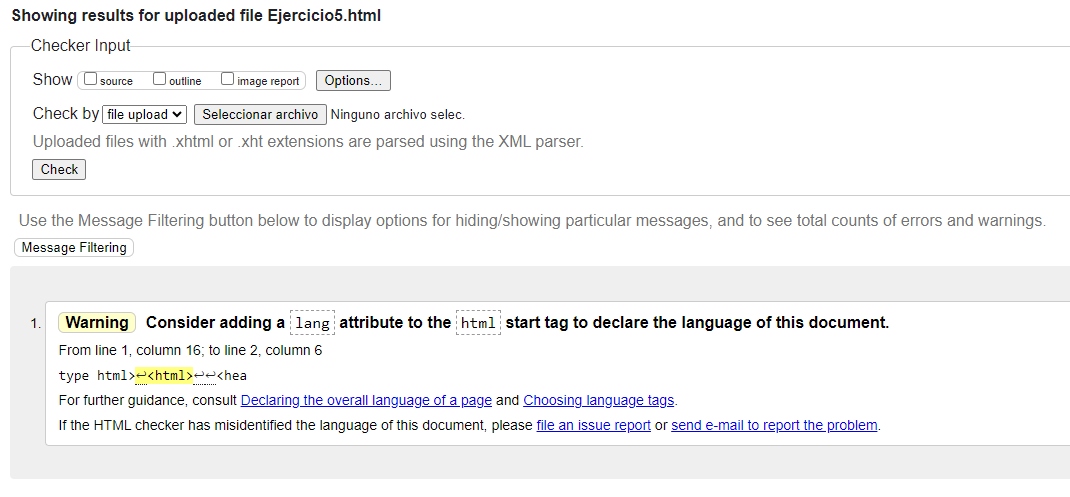 Showing results for uploaded file Ejercicio5.html
Checker Input
Show source outline image report Options...
Check by file upload Seleccionar archivo Ninguno archivo selec.
Uploaded files with .xhtml or .xht extensions are parsed using the XML parser.
Check
Use the Message Filtering button below to display options for hiding/showing particular messages, and to see total counts of errors and warnings.
Message Filtering
1. Warning Consider adding a lang attribute to the html start tag to declare the language of this document.
From line 1, column 16; to line 2, column 6
type html>↩<html>↩↩<hea
For further guidance, consult Declaring the overall language of a page and Choosing language tags.
If the HTML checker has misidentified the language of this document, please file an issue report or send e-mail to report the problem.